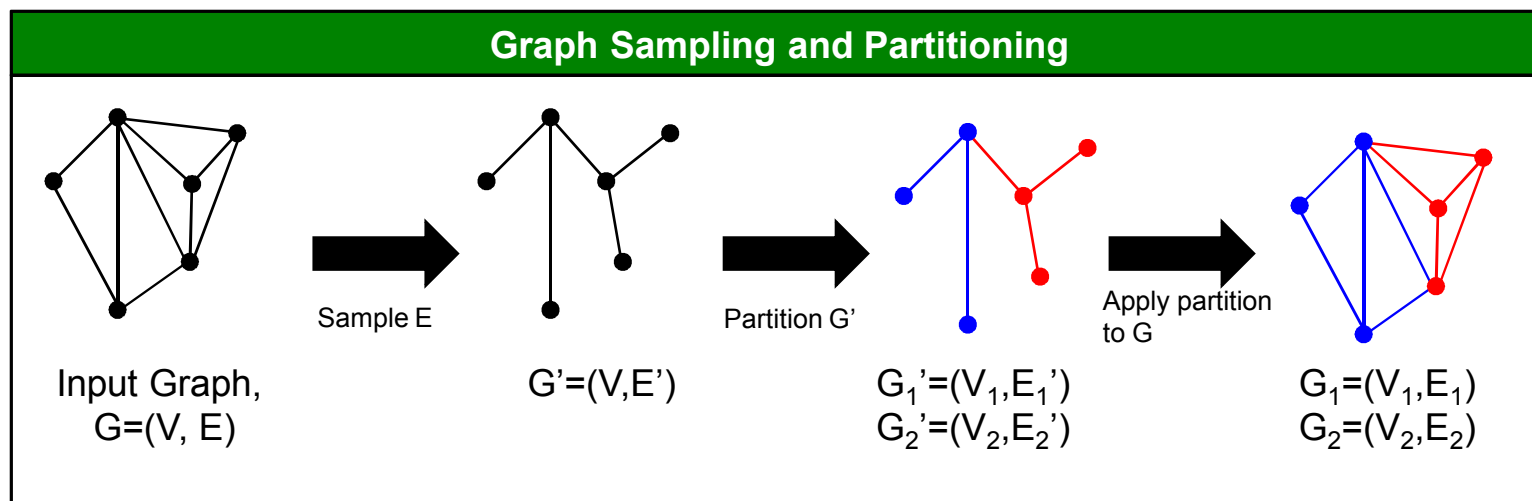 Graph Sampling and Partitioning
Sample E
Partition G’
Apply partition
to G
Input Graph,
G=(V, E)
G’=(V,E’)
G₁’=(V₁,E₁’)
G₂’=(V₂,E₂’)
G₁=(V₁,E₁)
G₂=(V₂,E₂)